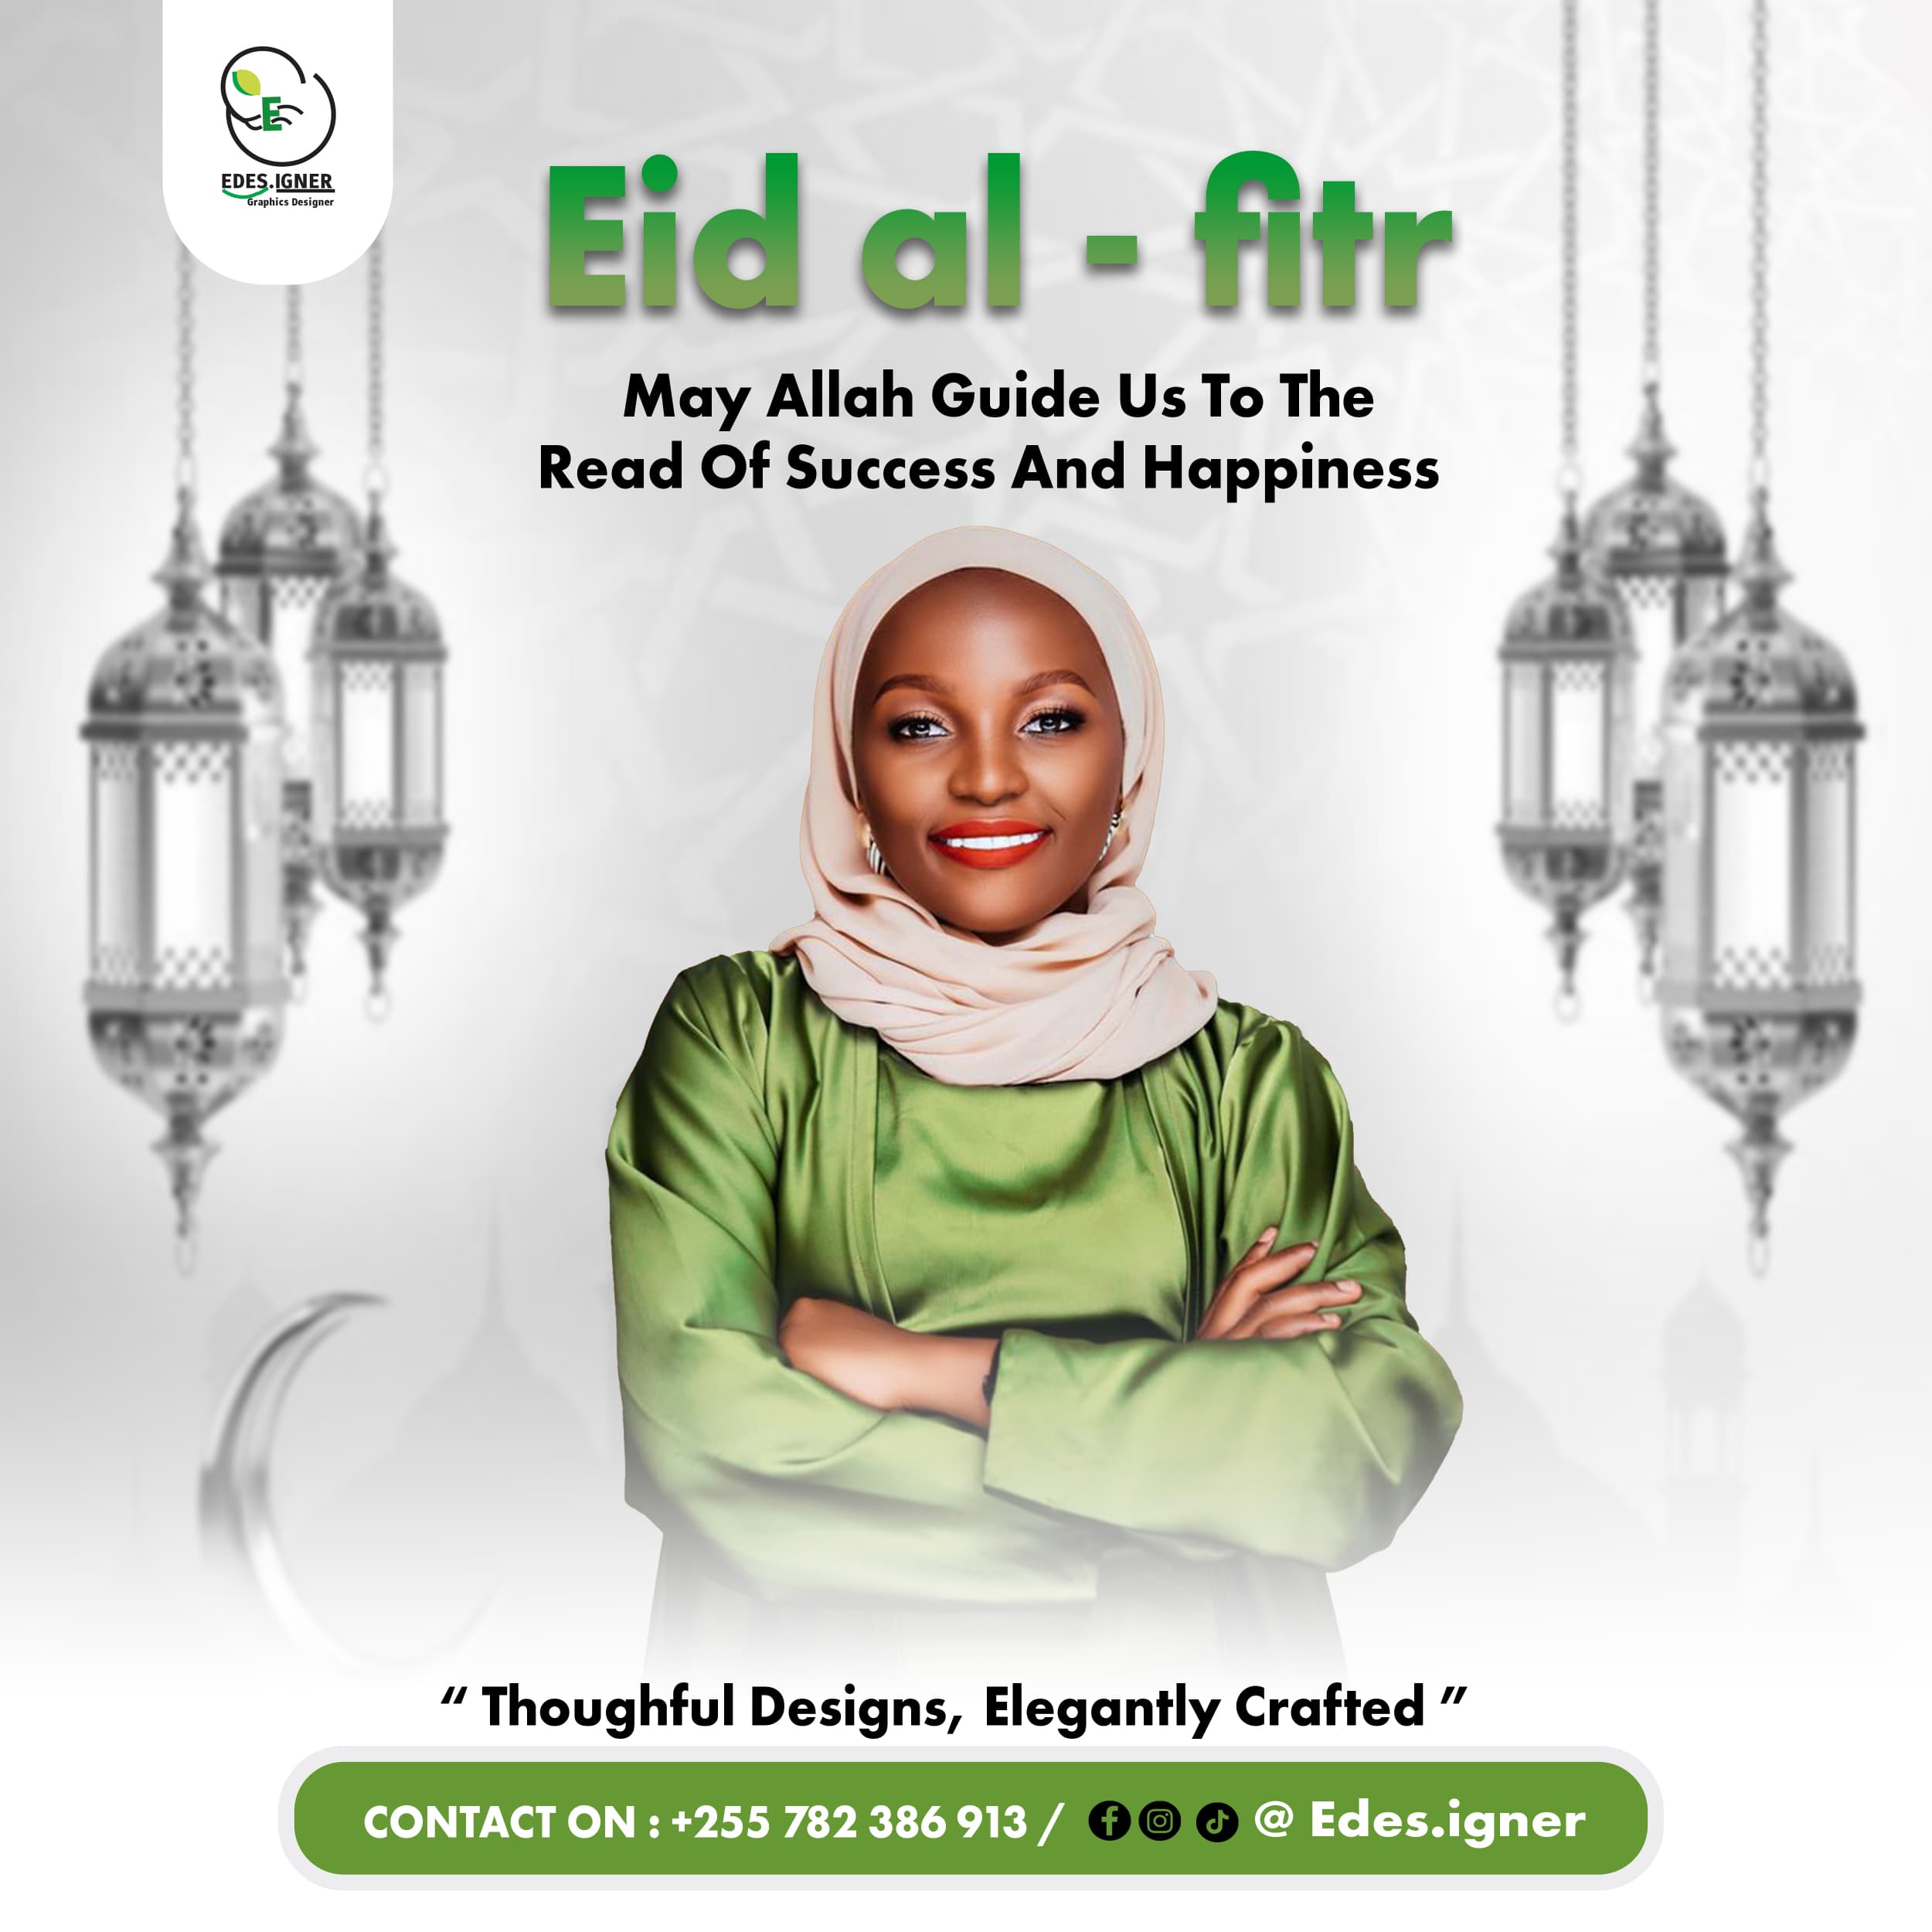 E
EDES.IGNER
Graphics Designer
Eid al - fitr
May Allah Guide Us To The
Read Of Success And Happiness
“ Thoughful Designs, Elegantly Crafted ”
CONTACT ON : +255 782 386 913 / @ Edes.igner